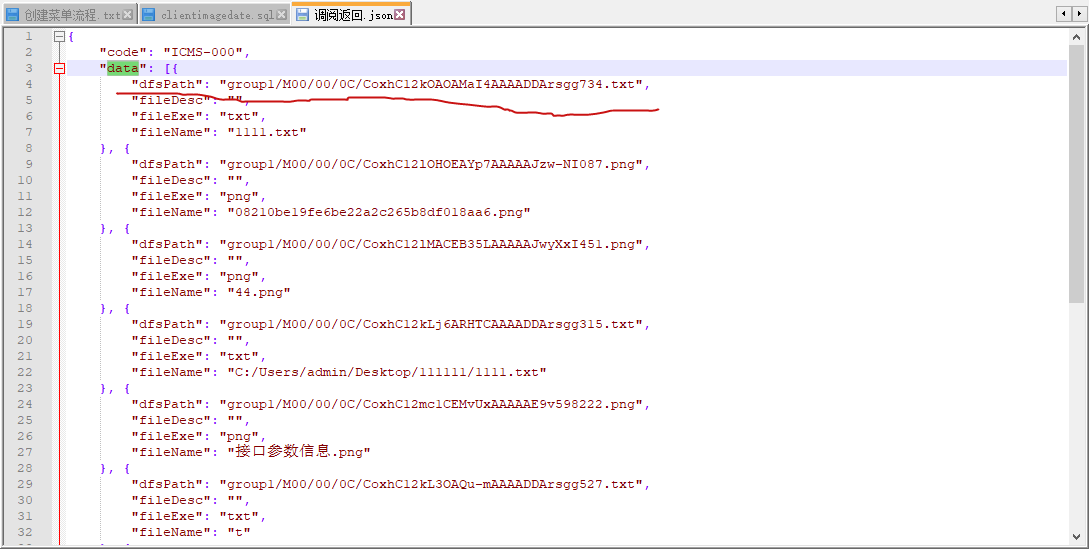 创建菜单流程.txt clientimagedate.sql 调阅返回.json
1 {
2 "code": "ICMS-000",
3 "data": [{
4 "dfsPath": "group1/M00/00/0C/CoxhC12kOAOAMaI4AAAADDArsgg734.txt",
5 "fileDesc": "",
6 "fileExe": "txt",
7 "fileName": "1111.txt"
8 }, {
9 "dfsPath": "group1/M00/00/0C/CoxhC12lOHOEAYp7AAAAAJzw-NI087.png",
10 "fileDesc": "",
11 "fileExe": "png",
12 "fileName": "08210be19fe6be22a2c265b8df018aa6.png"
13 }, {
14 "dfsPath": "group1/M00/00/0C/CoxhC12lMACEB35LAAAAAJwyXxI451.png",
15 "fileDesc": "",
16 "fileExe": "png",
17 "fileName": "44.png"
18 }, {
19 "dfsPath": "group1/M00/00/0C/CoxhC12kLj6ARHTCAAAADDArsgg315.txt",
20 "fileDesc": "",
21 "fileExe": "txt",
22 "fileName": "C:/Users/admin/Desktop/111111/1111.txt"
23 }, {
24 "dfsPath": "group1/M00/00/0C/CoxhC12mc1CEMvUxAAAAAE9v598222.png",
25 "fileDesc": "",
26 "fileExe": "png",
27 "fileName": "接口参数信息.png"
28 }, {
29 "dfsPath": "group1/M00/00/0C/CoxhC12kL3OAQu-mAAAADDArsgg527.txt",
30 "fileDesc": "",
31 "fileExe": "txt",
32 "fileName": "t"